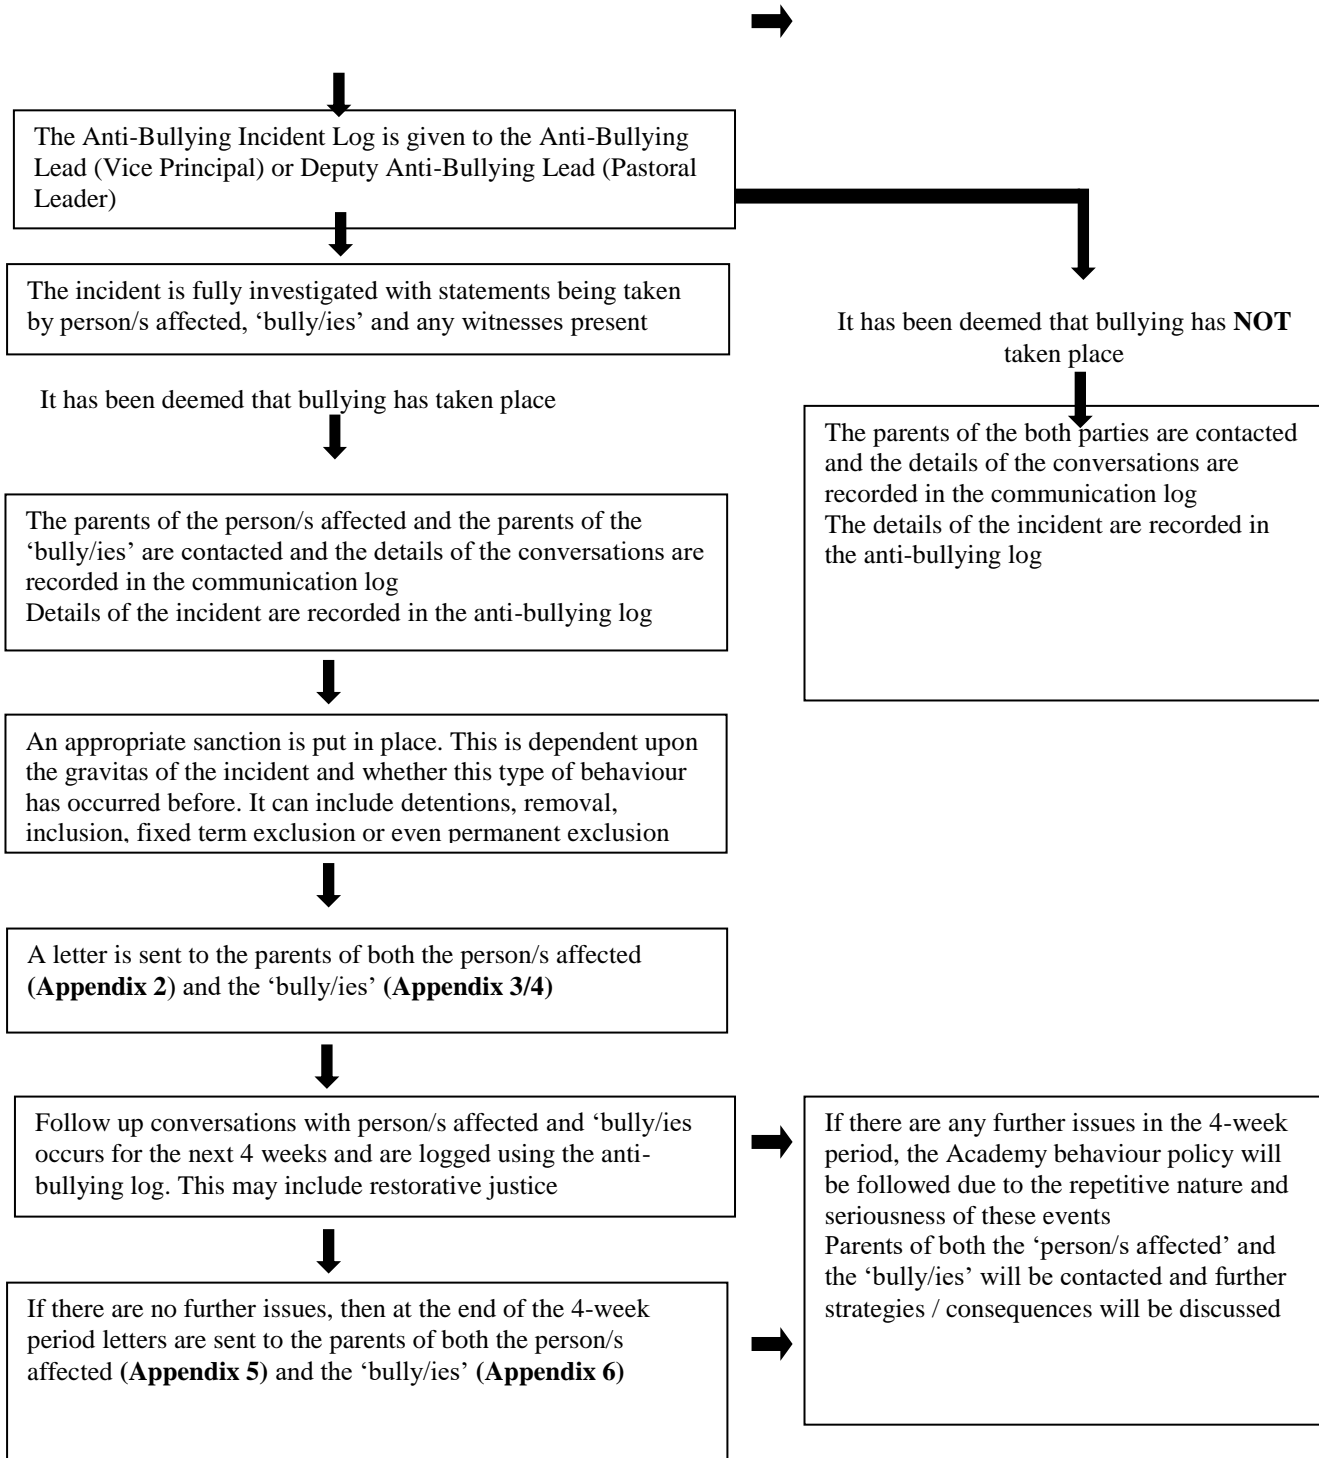 The Anti-Bullying Incident Log is given to the Anti-Bullying
Lead (Vice Principal) or Deputy Anti-Bullying Lead (Pastoral
Leader)
The incident is fully investigated with statements being taken
by person/s affected, ‘bully/ies’ and any witnesses present
It has been deemed that bullying has NOT
taken place
It has been deemed that bullying has taken place
The parents of the both parties are contacted
and the details of the conversations are
recorded in the communication log
The details of the incident are recorded in
the anti-bullying log
The parents of the person/s affected and the parents of the
‘bully/ies’ are contacted and the details of the conversations are
recorded in the communication log
Details of the incident are recorded in the anti-bullying log
An appropriate sanction is put in place. This is dependent upon
the gravitas of the incident and whether this type of behaviour
has occurred before. It can include detentions, removal,
inclusion, fixed term exclusion or even permanent exclusion
A letter is sent to the parents of both the person/s affected
(Appendix 2) and the ‘bully/ies’ (Appendix 3/4)
Follow up conversations with person/s affected and ‘bully/ies
occurs for the next 4 weeks and are logged using the anti-
bullying log. This may include restorative justice
If there are any further issues in the 4-week
period, the Academy behaviour policy will
be followed due to the repetitive nature and
seriousness of these events
Parents of both the ‘person/s affected’ and
the ‘bully/ies’ will be contacted and further
strategies / consequences will be discussed
If there are no further issues, then at the end of the 4-week
period letters are sent to the parents of both the person/s
affected (Appendix 5) and the ‘bully/ies’ (Appendix 6)